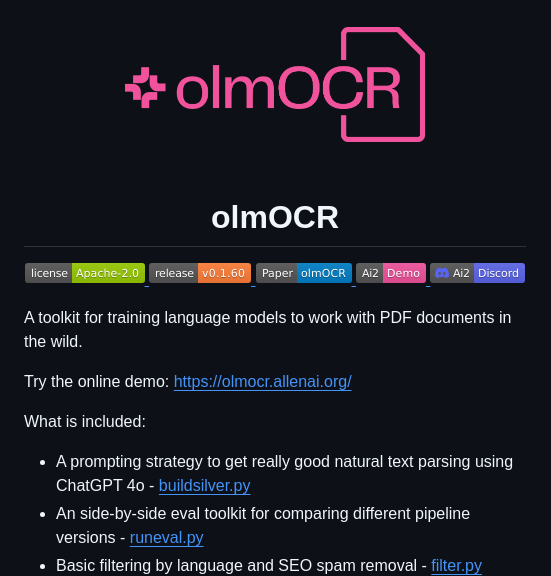 olmOCR
olmOCR
license Apache-2.0 release v0.1.60 Paper olmOCR Ai2 Demo Ai2 Discord
A toolkit for training language models to work with PDF documents in
the wild.
Try the online demo: https://olmocr.allenai.org/
What is included:
• A prompting strategy to get really good natural text parsing using
ChatGPT 4o - buildsilver.py
• An side-by-side eval toolkit for comparing different pipeline
versions - runeval.py
• Basic filtering by language and SEO spam removal - filter.py